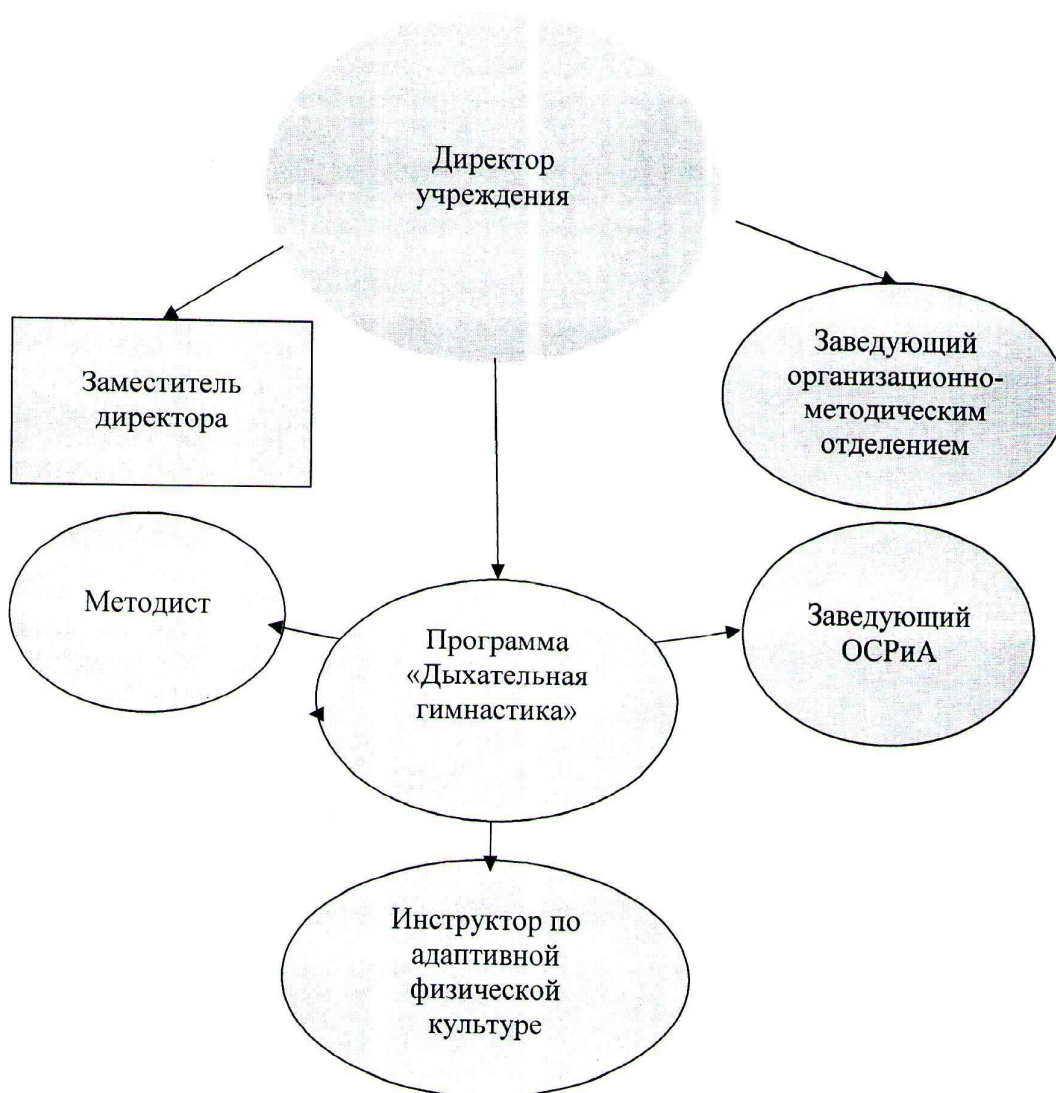 Директор
учреждения
Заместитель
директора
Заведующий
организационно-
методическим
отделением
Методист
Программа
«Дыхательная
гимнастика»
Заведующий
ОСРиА
Инструктор по
адаптивной
физической
культуре